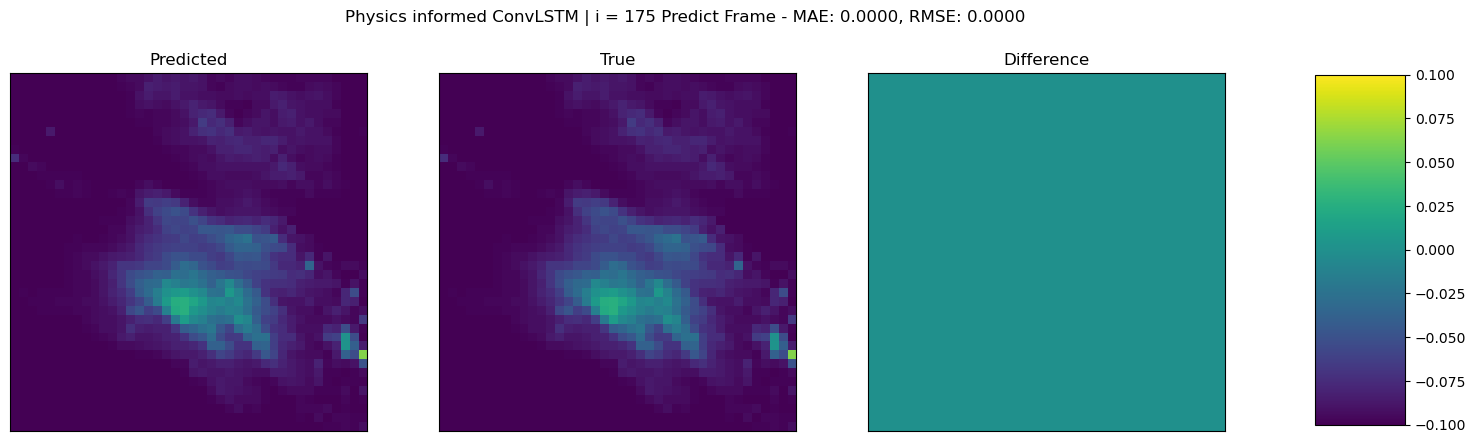 Physics informed ConvLSTM | i = 175 Predict Frame - MAE: 0.0000, RMSE: 0.0000
Predicted
True
Difference
0.100
0.075
0.050
0.025
0.000
−0.025
−0.050
−0.075
−0.100